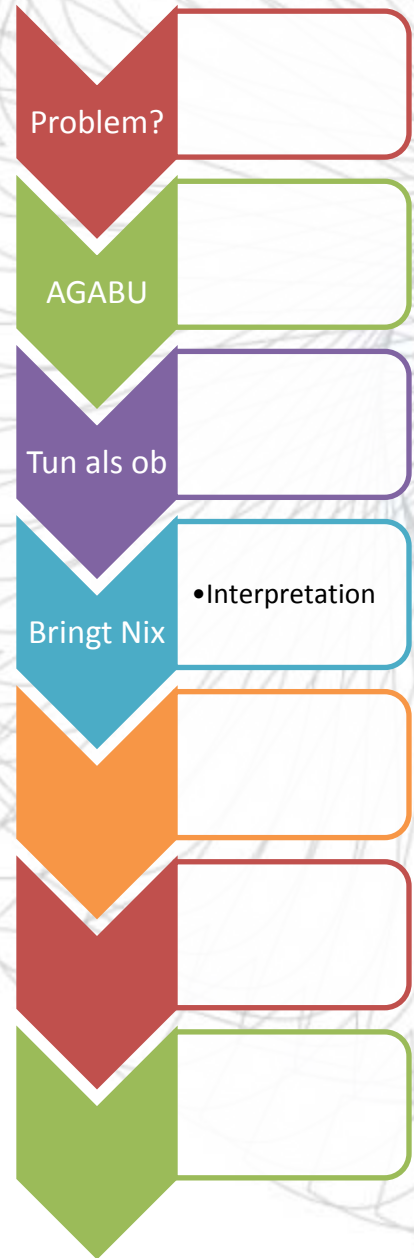 Problem?
AGABU
Tun als ob
Bringt Nix
•Interpretation